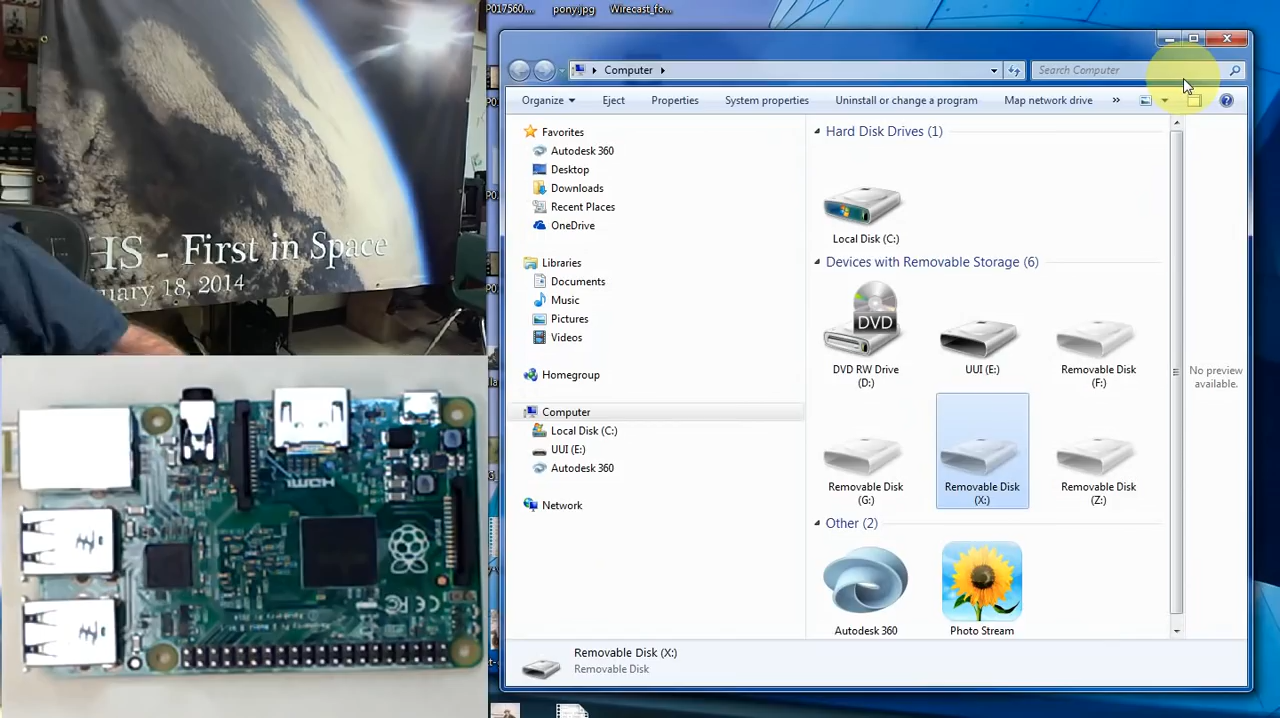 P017560...
pony.jpg
Wirecast_fo...
HS - First in Space
uary 18, 2014
HDMI
Computer
Search Computer
Organize
Eject
Properties
System properties
Uninstall or change a program
Map network drive
»
Favorites
Autodesk 360
Desktop
Downloads
Recent Places
OneDrive
Libraries
Documents
Music
Pictures
Videos
Homegroup
Computer
Local Disk (C:)
UUI (E:)
Autodesk 360
Network
Hard Disk Drives (1)
Local Disk (C:)
Devices with Removable Storage (6)
DVD
DVD RW Drive
(D:)
UUI (E:)
Removable Disk
(F:)
Removable Disk
(G:)
Removable Disk
(X:)
Removable Disk
(Z:)
Other (2)
Autodesk 360
Photo Stream
No preview
available.
Removable Disk (X:)
Removable Disk